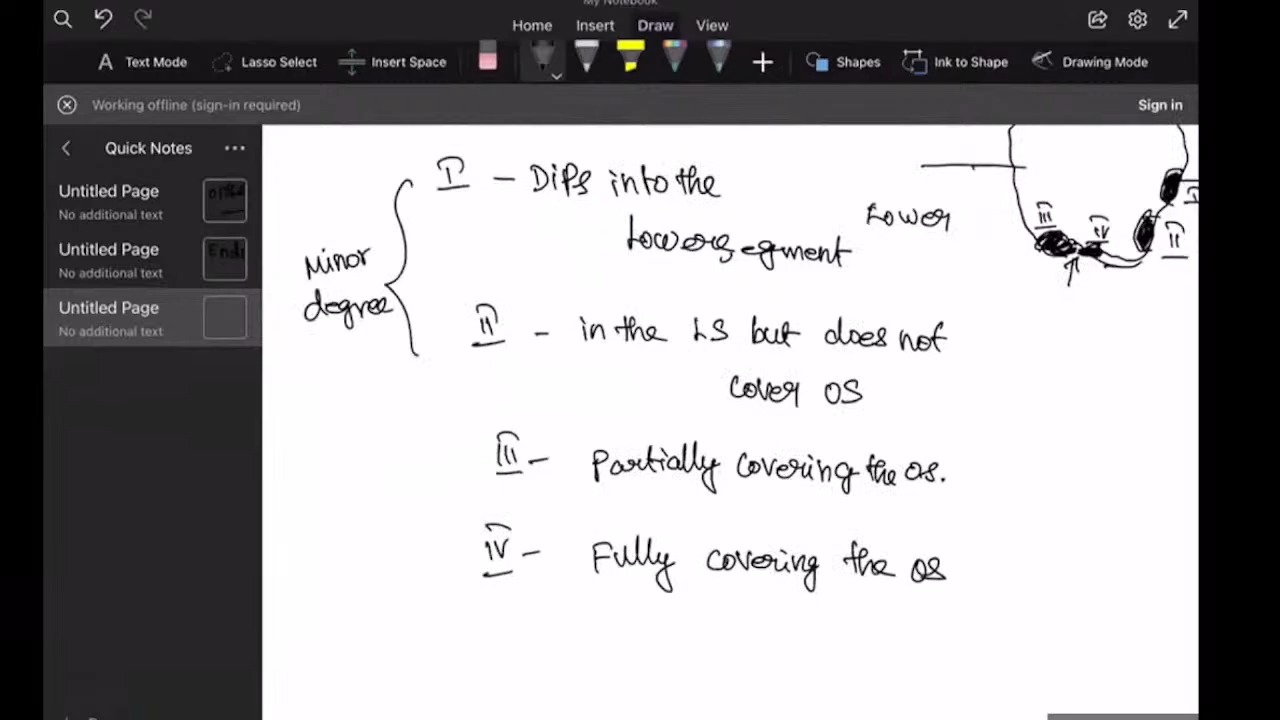 My Notebook
Home Insert Draw View
Text Mode Lasso Select Insert Space Shapes Ink to Shape Drawing Mode
Working offline (sign-in required) Sign in
Quick Notes
Untitled Page
No additional text
Untitled Page
No additional text
Untitled Page
No additional text
I - Dips into the
Lower segment
Lower
III IV II I
Minor
degree
II - in the LS but does not
cover OS
III - Partially covering the os.
IV - Fully covering the os